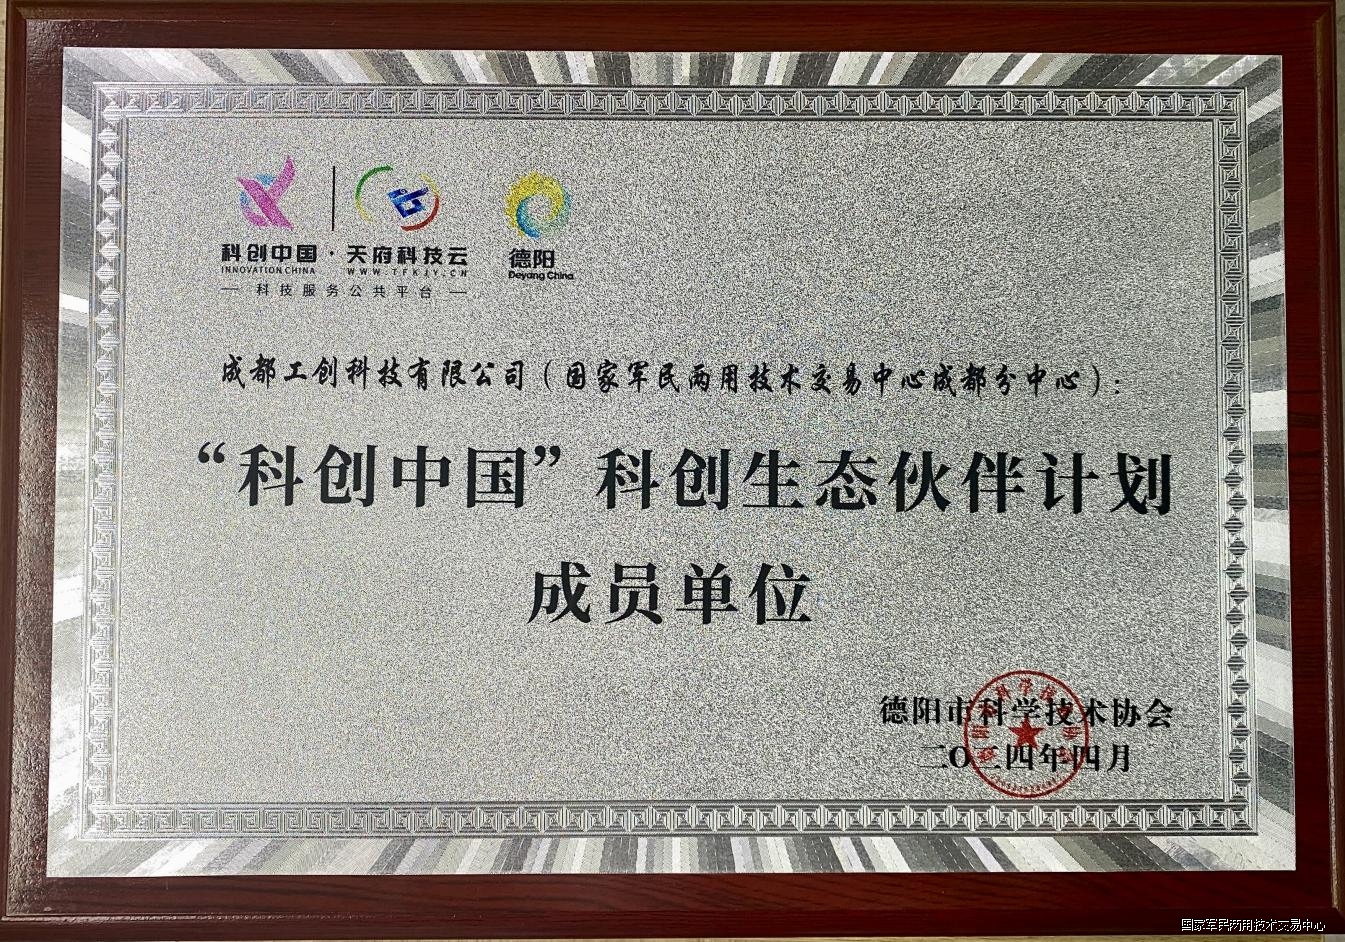 科创中国·天府科技云
INNOVATION CHINA WWW.TFKJY.CN
— 科技服务公共平台 —
德阳
Deyang China
成都工创科技有限公司（国家军民两用技术交易中心成都分中心）：
“科创中国”科创生态伙伴计划
成员单位
德阳市科学技术协会
二〇二四年四月
国家军民两用技术交易中心